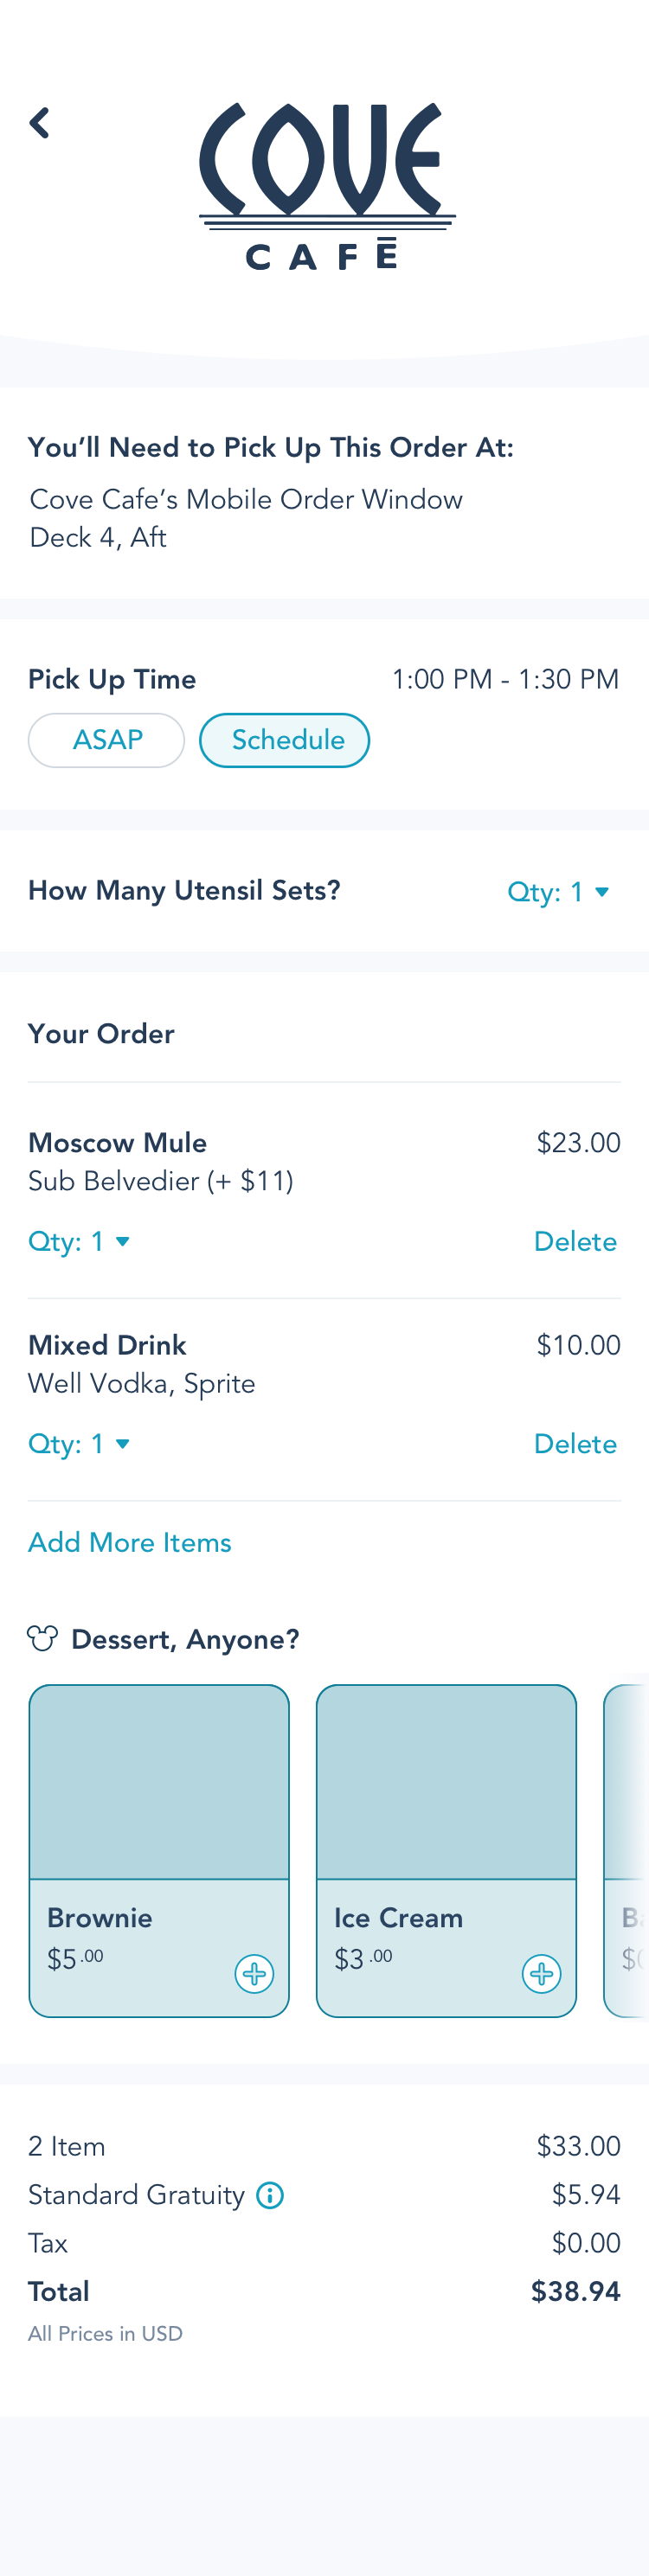 COVE
CAFĒ
You’ll Need to Pick Up This Order At:
Cove Cafe’s Mobile Order Window
Deck 4, Aft
Pick Up Time 1:00 PM - 1:30 PM
ASAP Schedule
How Many Utensil Sets? Qty: 1
Your Order
Moscow Mule $23.00
Sub Belvedier (+ $11)
Qty: 1 Delete
Mixed Drink $10.00
Well Vodka, Sprite
Qty: 1 Delete
Add More Items
Dessert, Anyone?
Brownie Ice Cream
$5.00 $3.00
2 Item $33.00
Standard Gratuity $5.94
Tax $0.00
Total $38.94
All Prices in USD